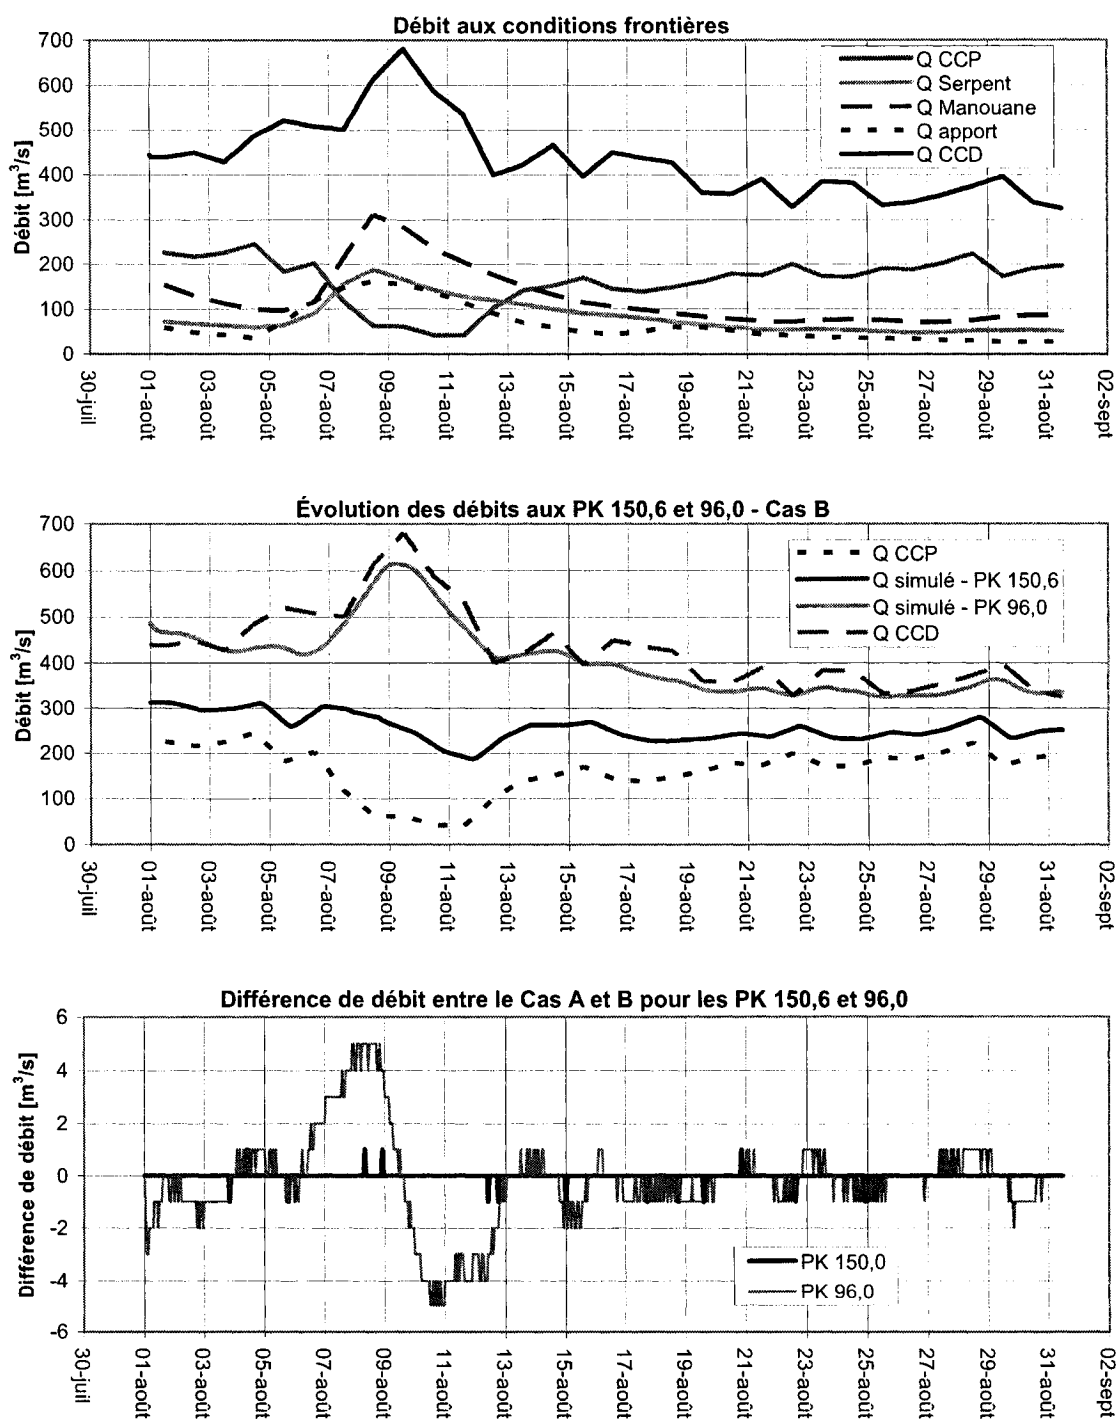 Débit aux conditions frontières
Débit [m³/s]
700
600
500
400
300
200
100
0
Q CCP
Q Serpent
Q Manouane
Q apport
Q CCD
30-juil
01-août
03-août
05-août
07-août
09-août
11-août
13-août
15-août
17-août
19-août
21-août
23-août
25-août
27-août
29-août
31-août
02-sept
Évolution des débits aux PK 150,6 et 96,0 - Cas B
Débit [m³/s]
700
600
500
400
300
200
100
0
Q CCP
Q simulé - PK 150,6
Q simulé - PK 96,0
Q CCD
30-juil
01-août
03-août
05-août
07-août
09-août
11-août
13-août
15-août
17-août
19-août
21-août
23-août
25-août
27-août
29-août
31-août
02-sept
Différence de débit entre le Cas A et B pour les PK 150,6 et 96,0
Différence de débit [m³/s]
6
4
2
0
-2
-4
-6
PK 150,0
PK 96,0
30-juil
01-août
03-août
05-août
07-août
09-août
11-août
13-août
15-août
17-août
19-août
21-août
23-août
25-août
27-août
29-août
31-août
02-sept